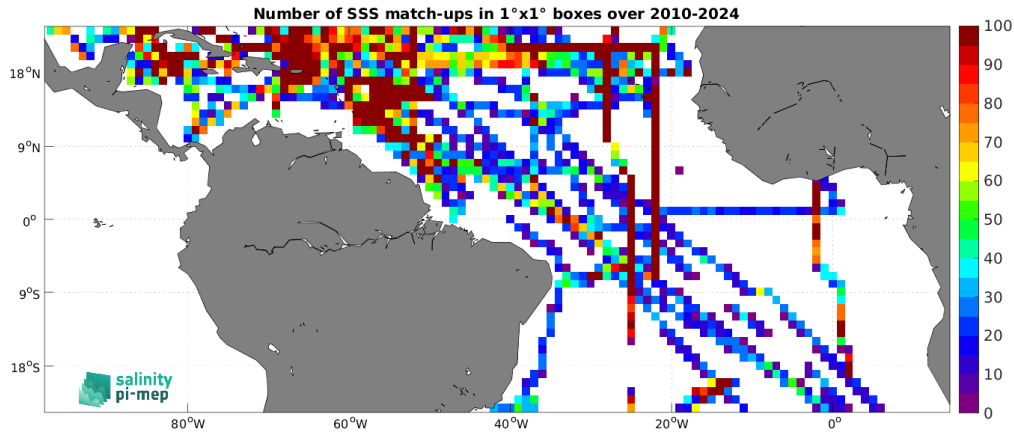 Number of SSS match-ups in 1°x1° boxes over 2010-2024
100
90
80
70
60
50
40
30
20
10
0
18°N
9°N
0°
9°S
18°S
80°W
60°W
40°W
20°W
0°
salinity
pi-mep